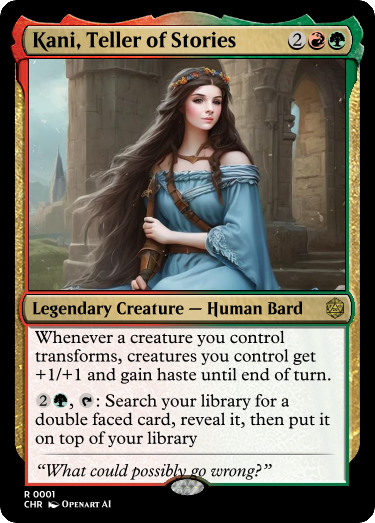 Kani, Teller of Stories 2
Legendary Creature — Human Bard
Whenever a creature you control
transforms, creatures you control get
+1/+1 and gain haste until end of turn.
2, : Search your library for a
double faced card, reveal it, then put it
on top of your library
“What could possibly go wrong?”
R 0001
CHR OPENART AI